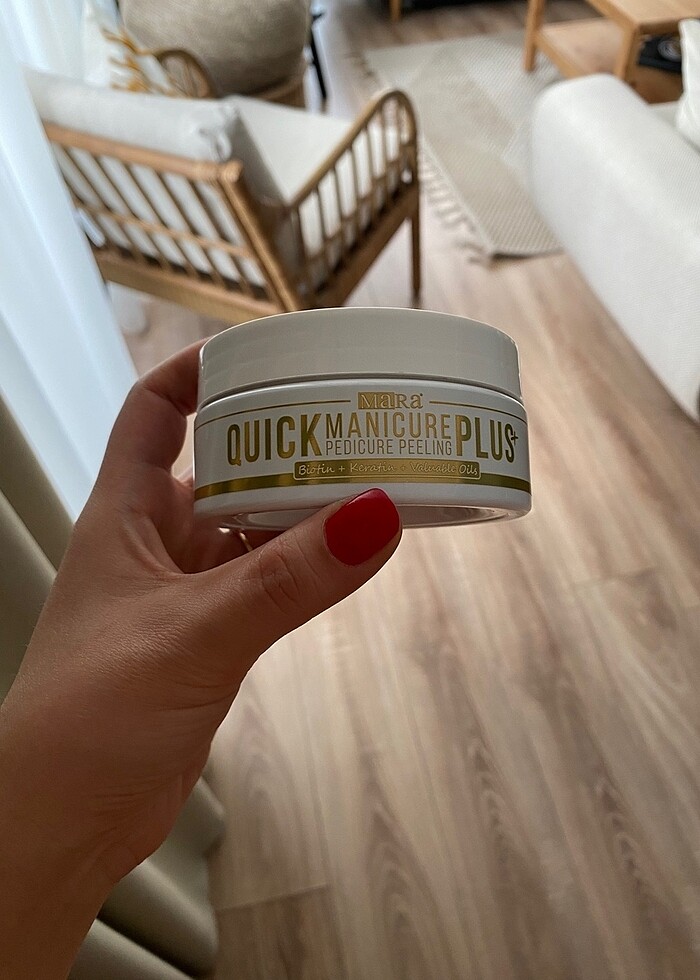 MaRa
QUICK MANICURE PLUS+
PEDICURE PEELING
Biotin + Keratin + Valuable Oils